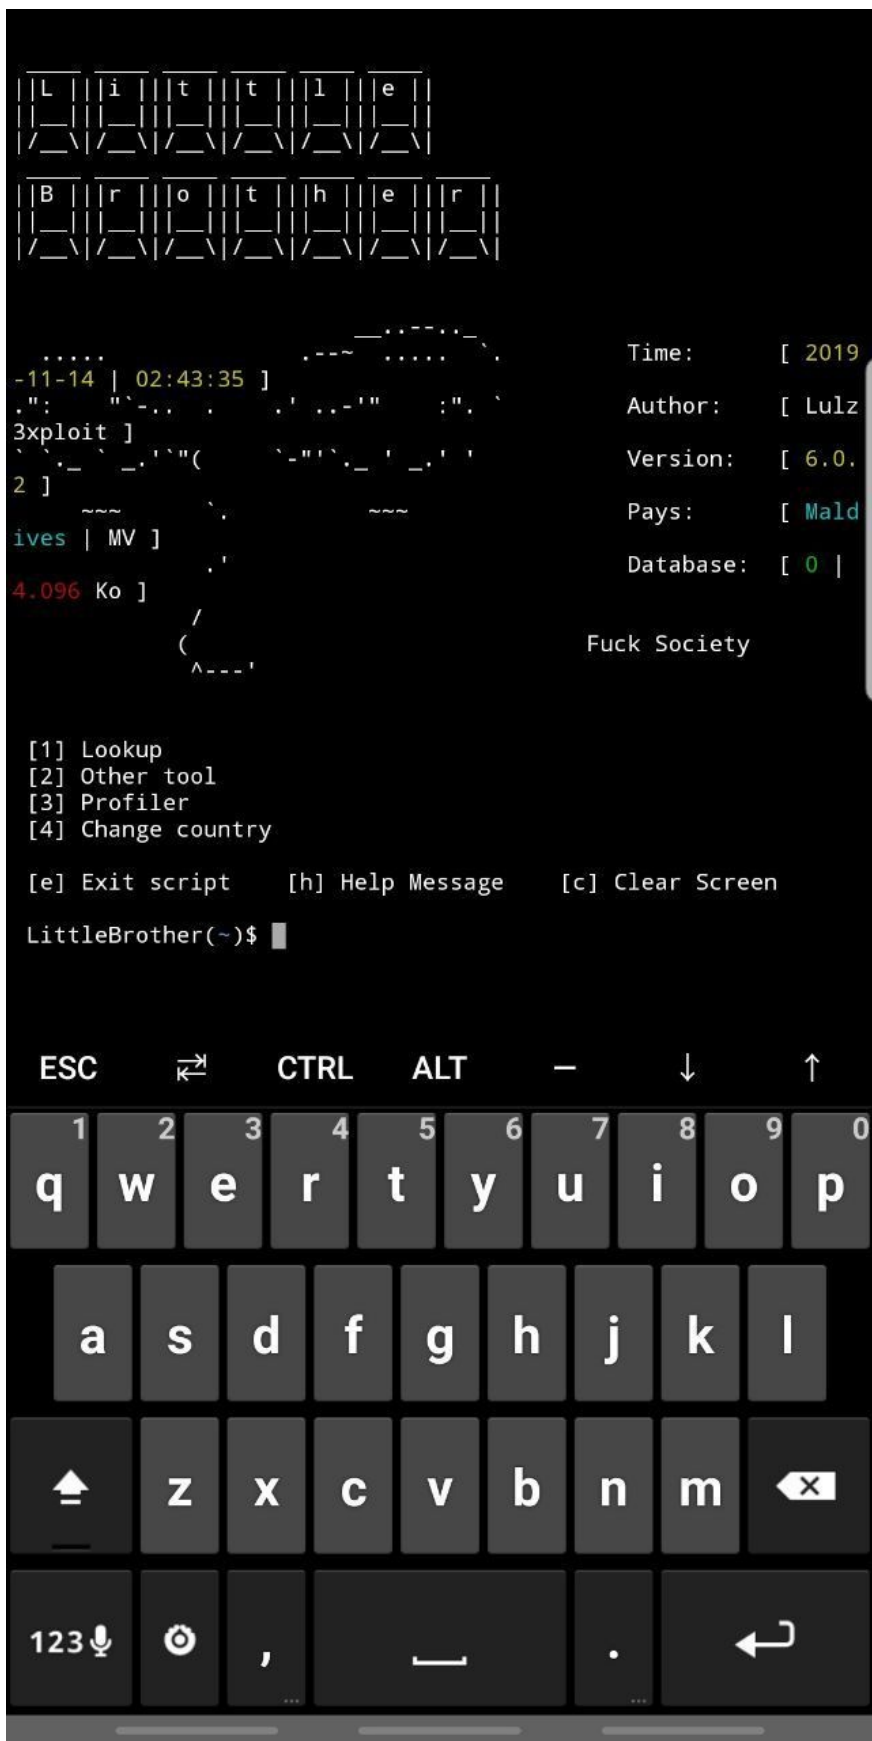 Little
Brother
Time: [ 2019
-11-14 | 02:43:35 ]
Author: [ Lulz
3xploit ]
Version: [ 6.0.
2 ]
Pays: [ Mald
ives | MV ]
Database: [ 0 |
4.096 Ko ]
Fuck Society
[1] Lookup
[2] Other tool
[3] Profiler
[4] Change country
[e] Exit script [h] Help Message [c] Clear Screen
LittleBrother(~)$
ESC ⇄ CTRL ALT — ↓ ↑
1 2 3 4 5 6 7 8 9 0
q w e r t y u i o p
a s d f g h j k l
z x c v b n m
123 , .